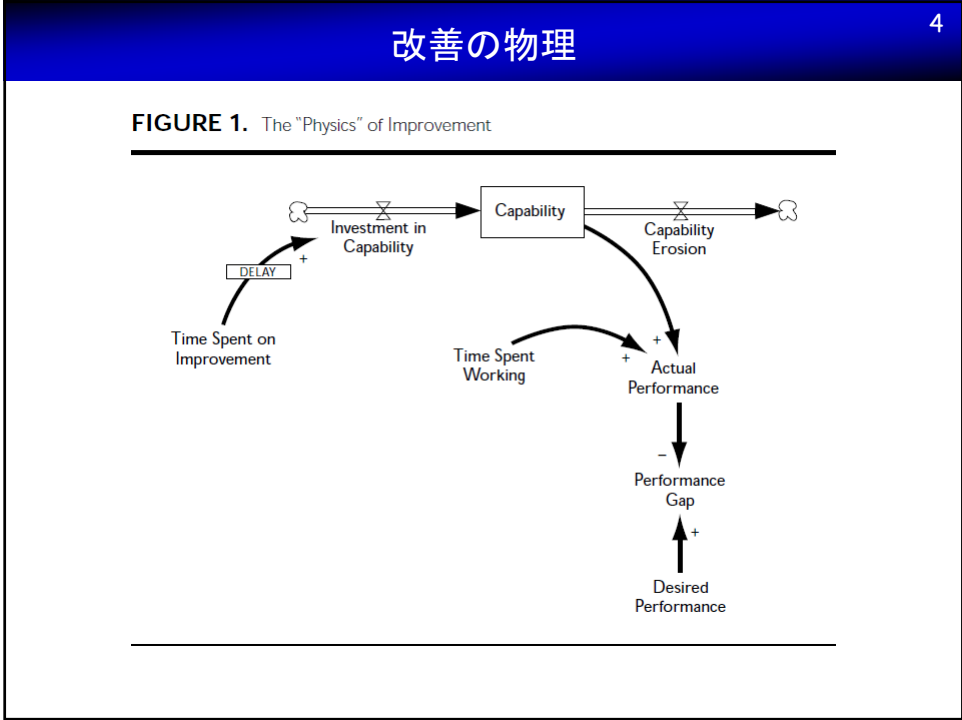 改善の物理
4
FIGURE 1. The "Physics" of Improvement
Capability
Investment in
Capability
Capability
Erosion
+
DELAY
Time Spent on
Improvement
Time Spent
Working
+
+
Actual
Performance
−
Performance
Gap
+
Desired
Performance